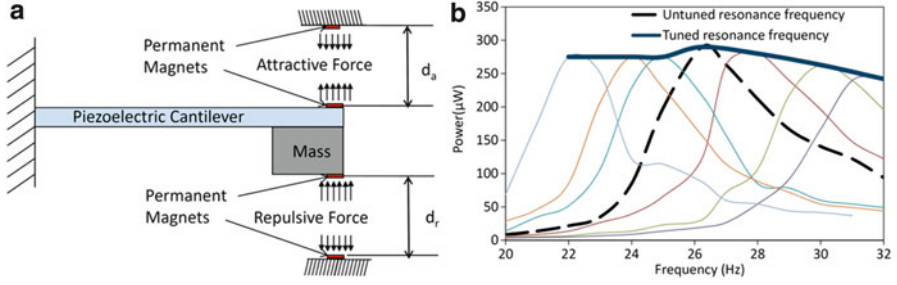 a
Permanent
Magnets
Attractive Force
dₐ
Piezoelectric Cantilever
Mass
Permanent
Magnets
Repulsive Force
dᵣ
b
Untuned resonance frequency
Tuned resonance frequency
350
300
250
200
150
100
50
0
Power(µW)
20 22 24 26 28 30 32
Frequency (Hz)